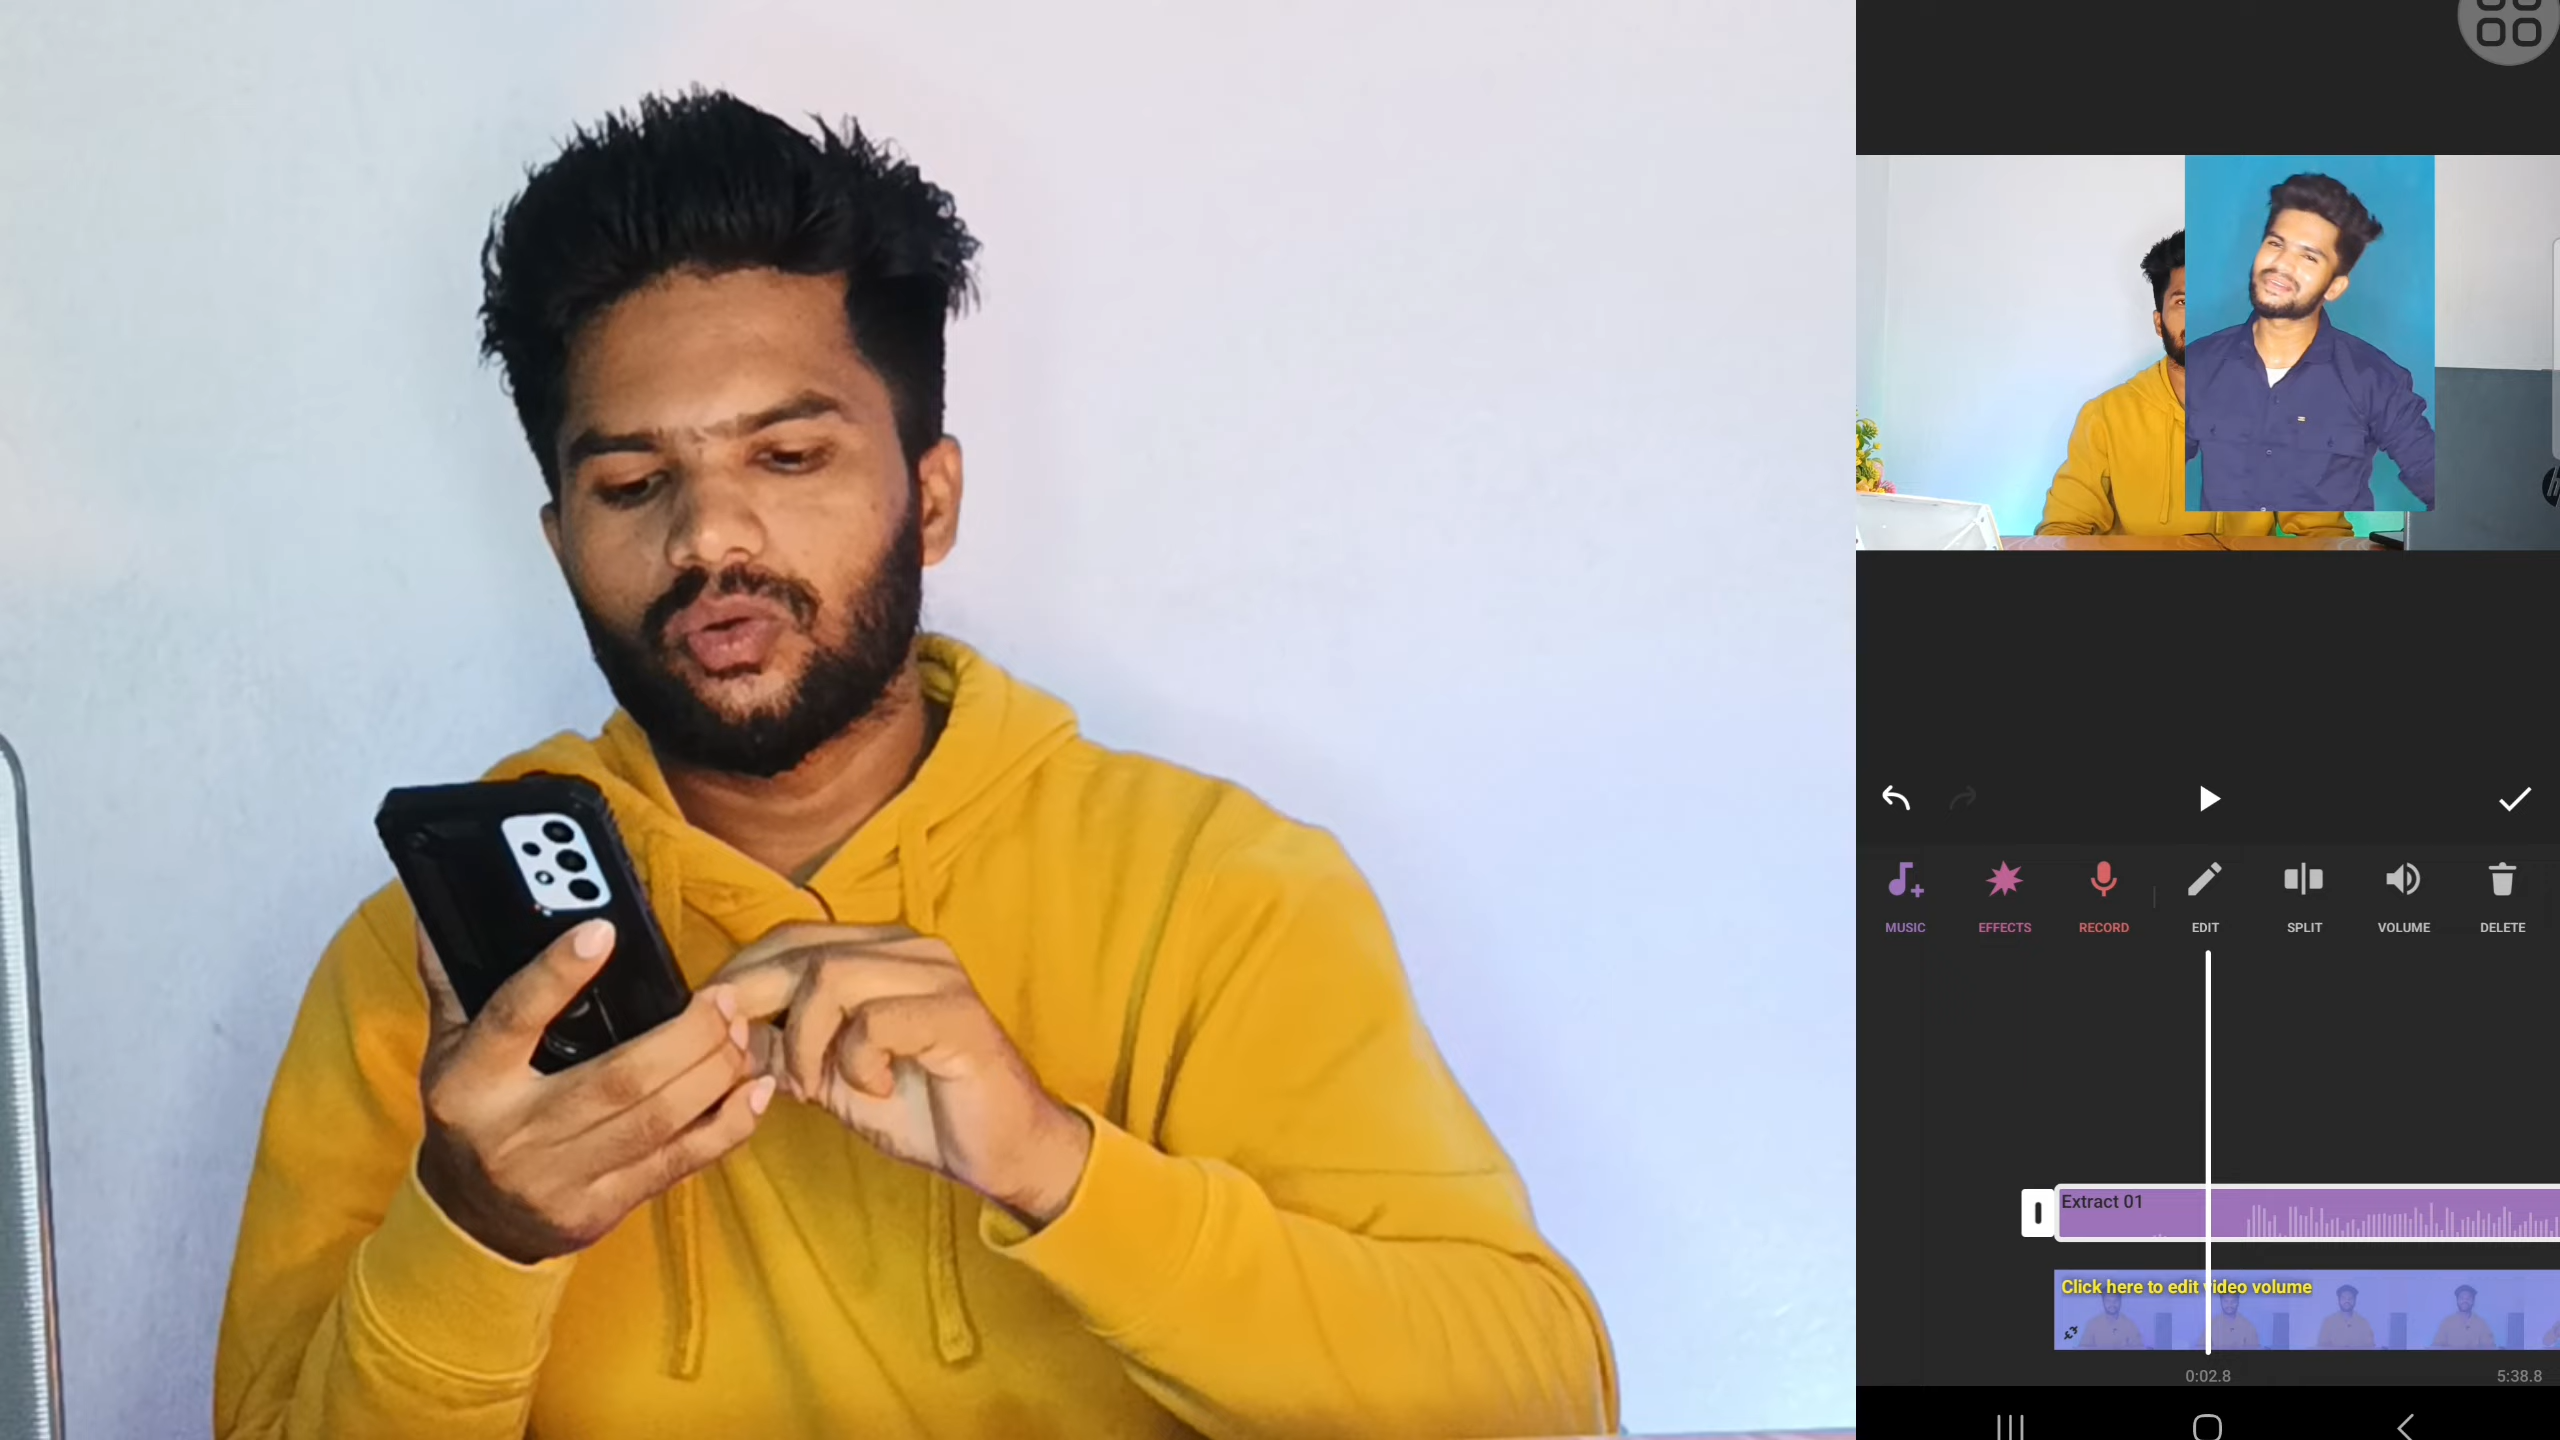 MUSIC EFFECTS RECORD EDIT SPLIT VOLUME DELETE
Extract 01
Click here to edit video volume
0:02.8 5:38.8